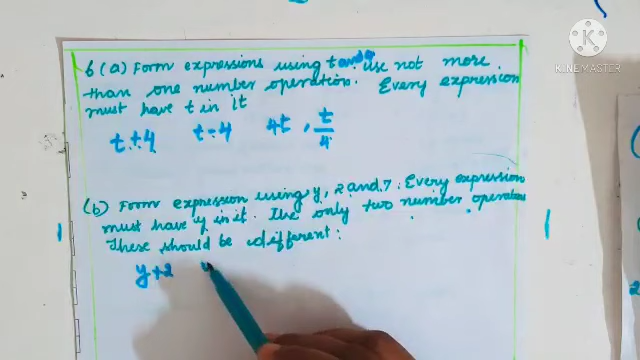 K
KINEMASTER
6 (a) Form expressions using t and 4. Use not more
than one number operation. Every expression
must have t in it
t + 4 t - 4 4t , t/4
(b) Form expression using y, 2 and 7. Every expression
must have y in it. Use only two number operations
These should be different:
y+2